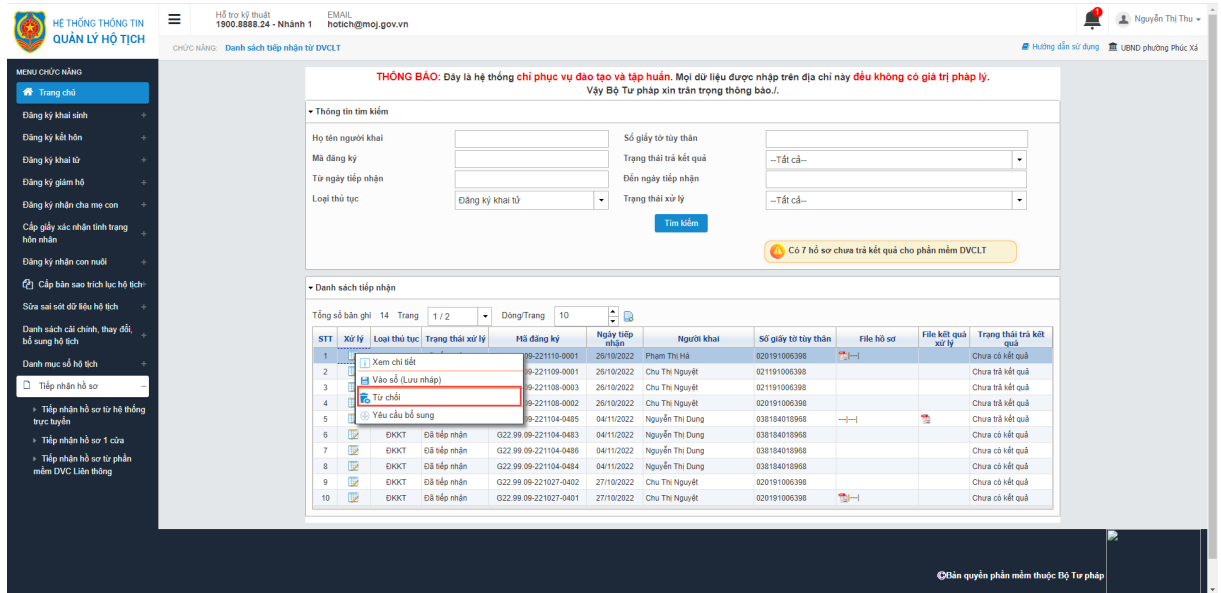 HỆ THỐNG THÔNG TIN
QUẢN LÝ HỘ TỊCH
Hỗ trợ kỹ thuật
1900.8888.24 - Nhánh 1
EMAIL
hotich@moj.gov.vn
1
Nguyễn Thị Thu
CHỨC NĂNG: Danh sách tiếp nhận từ DVCLT
Hướng dẫn sử dụng
UBND phường Phúc Xá
MENU CHỨC NĂNG
Trang chủ
Đăng ký khai sinh
Đăng ký kết hôn
Đăng ký khai tử
Đăng ký giám hộ
Đăng ký nhận cha mẹ con
Cấp giấy xác nhận tình trạng
hôn nhân
Đăng ký nhận con nuôi
Cấp bản sao trích lục hộ tịch
Sửa sai sót dữ liệu hộ tịch
Danh sách cải chính, thay đổi,
bổ sung hộ tịch
Danh mục sổ hộ tịch
Tiếp nhận hồ sơ
Tiếp nhận hồ sơ từ hệ thống
trực tuyến
Tiếp nhận hồ sơ 1 cửa
Tiếp nhận hồ sơ từ phần
mềm DVC Liên thông
THÔNG BÁO: Đây là hệ thống chỉ phục vụ đào tạo và tập huấn. Mọi dữ liệu được nhập trên địa chỉ này đều không có giá trị pháp lý.
Vậy Bộ Tư pháp xin trân trọng thông báo./.
Thông tin tìm kiếm
Họ tên người khai
Số giấy tờ tùy thân
Mã đăng ký
Trạng thái trả kết quả --Tất cả--
Từ ngày tiếp nhận
Đến ngày tiếp nhận
Loại thủ tục Đăng ký khai tử
Trạng thái xử lý --Tất cả--
Tìm kiếm
Có 7 hồ sơ chưa trả kết quả cho phần mềm DVCLT
Danh sách tiếp nhận
Tổng số bản ghi 14 Trang 1 / 2 Dòng/Trang 10
STT Xử lý Loại thủ tục Trạng thái xử lý Mã đăng ký Ngày tiếp nhận Người khai Số giấy tờ tùy thân File hồ sơ File kết quả xử lý Trạng thái trả kết quả
1 09-221110-0001 26/10/2022 Phạm Thị Hà 020191006398 Chưa có kết quả
2 09-221109-0001 26/10/2022 Chu Thị Nguyệt 021191006398 Chưa trả kết quả
3 09-221108-0003 26/10/2022 Chu Thị Nguyệt 020191006398 Chưa trả kết quả
4 09-221108-0002 26/10/2022 Chu Thị Nguyệt 020191006398 Chưa trả kết quả
5 09-221104-0485 04/11/2022 Nguyễn Thị Dung 038184018968 Chưa trả kết quả
6 ĐKKT Đã tiếp nhận G22.99.09-221104-0483 04/11/2022 Nguyễn Thị Dung 038184018968 Chưa có kết quả
7 ĐKKT Đã tiếp nhận G22.99.09-221104-0486 04/11/2022 Nguyễn Thị Dung 038184018968 Chưa có kết quả
8 ĐKKT Đã tiếp nhận G22.99.09-221104-0484 04/11/2022 Nguyễn Thị Dung 038184018968 Chưa có kết quả
9 ĐKKT Đã tiếp nhận G22.99.09-221027-0402 27/10/2022 Chu Thị Nguyệt 020191006398 Chưa có kết quả
10 ĐKKT Đã tiếp nhận G22.99.09-221027-0401 27/10/2022 Chu Thị Nguyệt 020191006398 Chưa có kết quả
Xem chi tiết
Vào sổ (Lưu nháp)
Từ chối
Yêu cầu bổ sung
©Bản quyền phần mềm thuộc Bộ Tư pháp